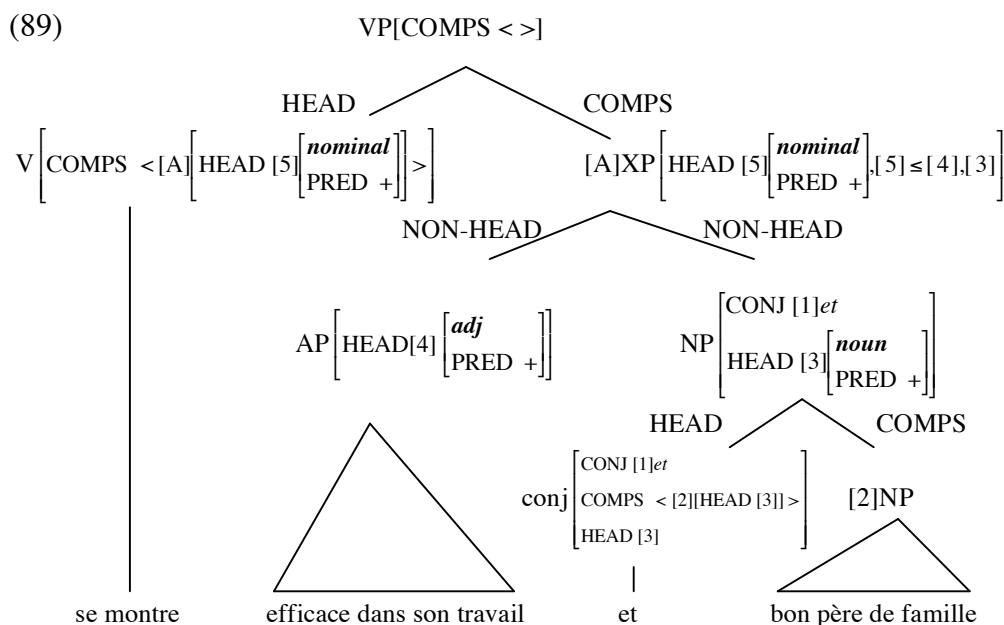 (89)
VP[COMPS < >]
HEAD COMPS
V[COMPS <[A][HEAD [5][nominal PRED +]]>] [A]XP[HEAD [5][nominal PRED +],[5] ≤ [4],[3]]
NON-HEAD NON-HEAD
AP[HEAD[4] [adj PRED +]] NP[CONJ [1]et HEAD [3][noun PRED +]]
HEAD COMPS
conj[CONJ [1]et COMPS < [2][HEAD [3]] > HEAD [3]] [2]NP
se montre efficace dans son travail et bon père de famille